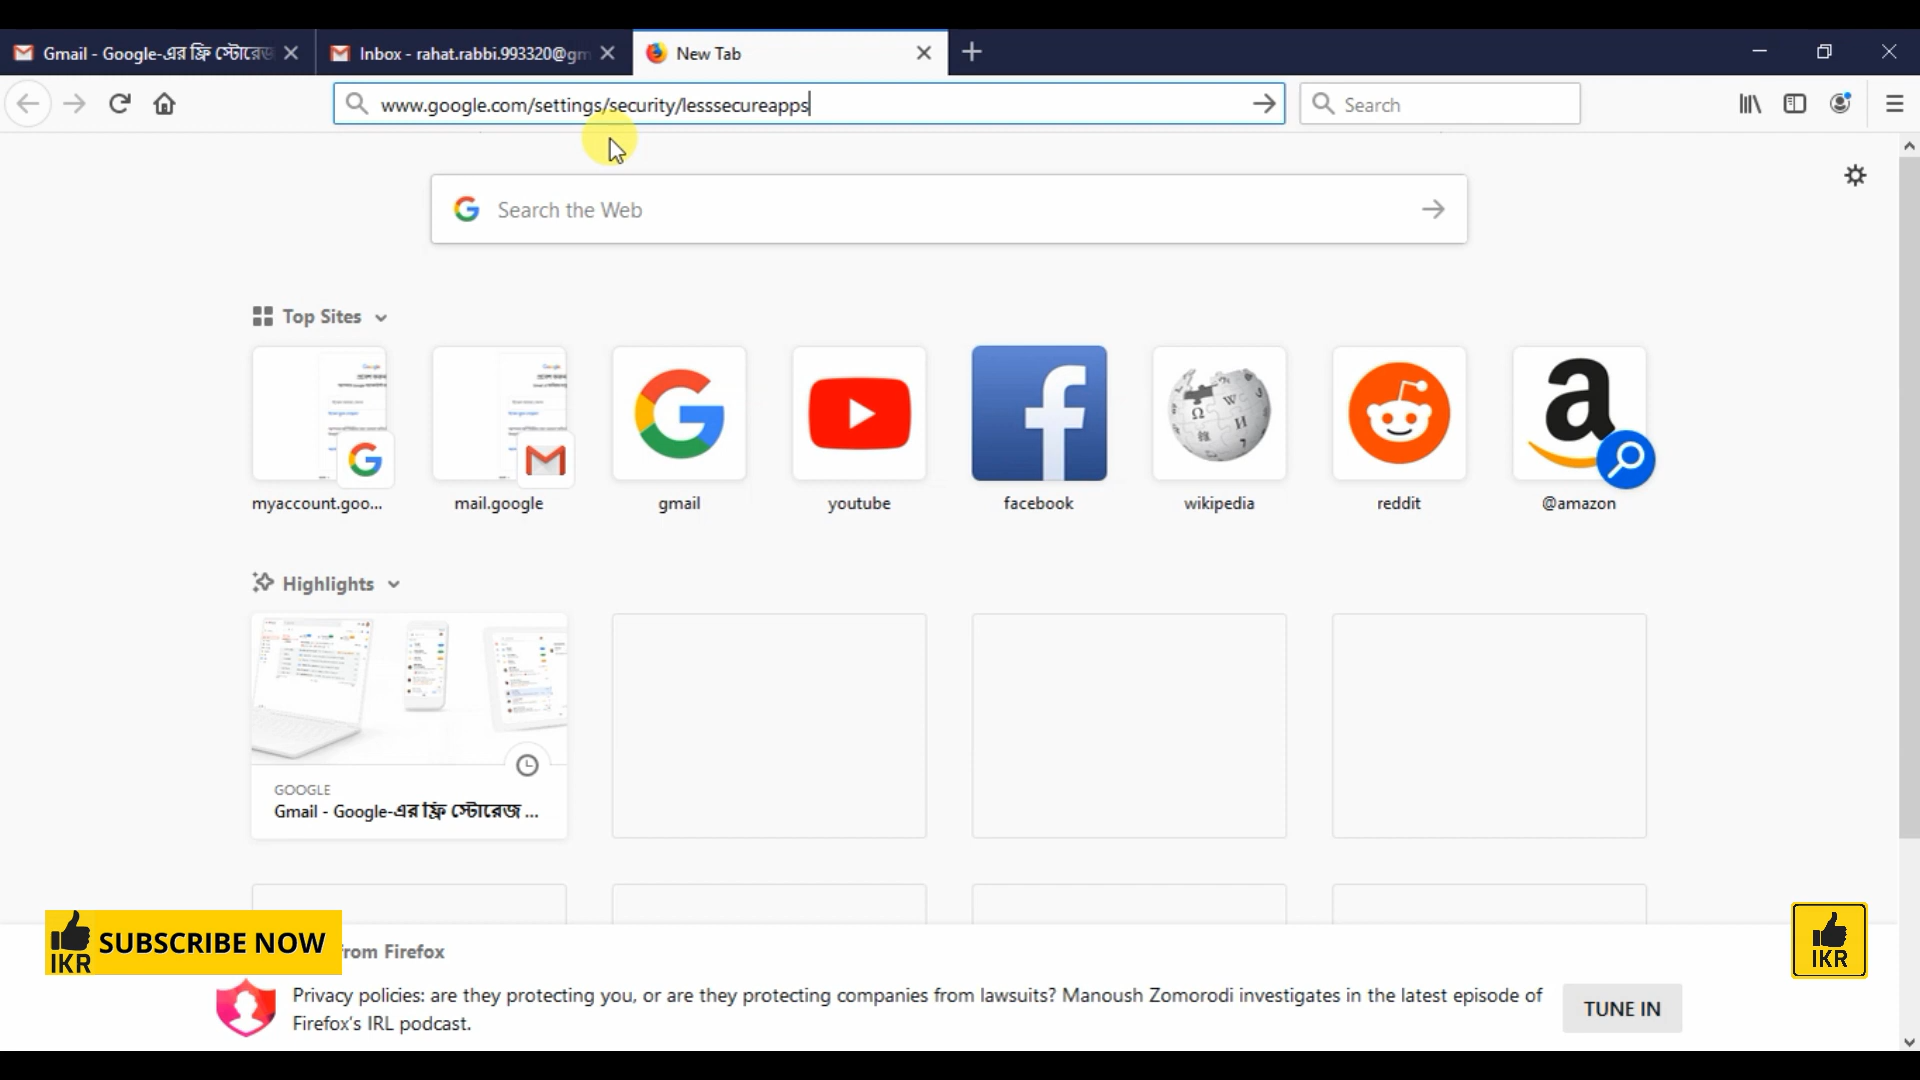 Gmail - Google-এর ফ্রি স্টোরেজ
Inbox - rahat.rabbi.993320@gm
New Tab
www.google.com/settings/security/lesssecureapps
Search
Search the Web
Top Sites
myaccount.goo...
mail.google
gmail
youtube
facebook
wikipedia
reddit
@amazon
Highlights
GOOGLE
Gmail - Google-এর ফ্রি স্টোরেজ ...
IKR SUBSCRIBE NOW
from Firefox
IKR
Privacy policies: are they protecting you, or are they protecting companies from lawsuits? Manoush Zomorodi investigates in the latest episode of
Firefox's IRL podcast.
TUNE IN